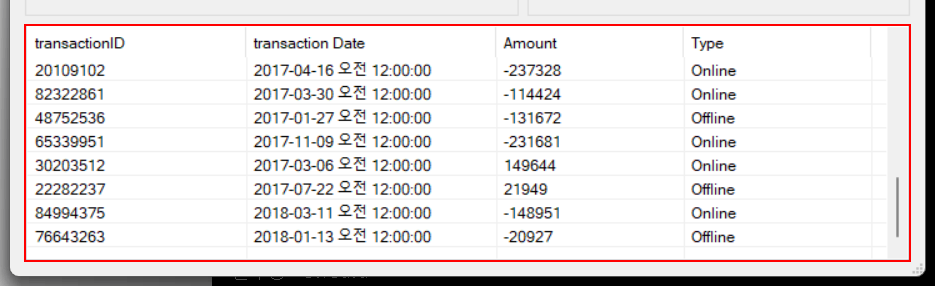 transactionID transaction Date Amount Type
20109102 2017-04-16 오전 12:00:00 -237328 Online
82322861 2017-03-30 오전 12:00:00 -114424 Online
48752536 2017-01-27 오전 12:00:00 -131672 Offline
65339951 2017-11-09 오전 12:00:00 -231681 Online
30203512 2017-03-06 오전 12:00:00 149644 Online
22282237 2017-07-22 오전 12:00:00 21949 Offline
84994375 2018-03-11 오전 12:00:00 -148951 Online
76643263 2018-01-13 오전 12:00:00 -20927 Offline